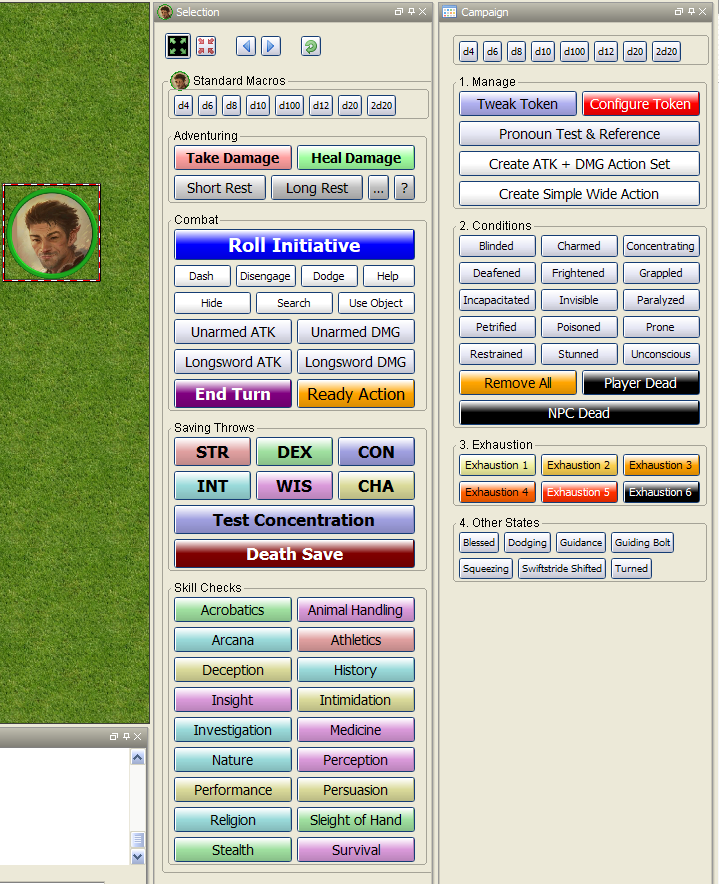 Selection
Standard Macros
d4 d6 d8 d10 d100 d12 d20 2d20
Adventuring
Take Damage Heal Damage
Short Rest Long Rest ... ?
Combat
Roll Initiative
Dash Disengage Dodge Help
Hide Search Use Object
Unarmed ATK Unarmed DMG
Longsword ATK Longsword DMG
End Turn Ready Action
Saving Throws
STR DEX CON
INT WIS CHA
Test Concentration
Death Save
Skill Checks
Acrobatics Animal Handling
Arcana Athletics
Deception History
Insight Intimidation
Investigation Medicine
Nature Perception
Performance Persuasion
Religion Sleight of Hand
Stealth Survival
Campaign
d4 d6 d8 d10 d100 d12 d20 2d20
1. Manage
Tweak Token Configure Token
Pronoun Test & Reference
Create ATK + DMG Action Set
Create Simple Wide Action
2. Conditions
Blinded Charmed Concentrating
Deafened Frightened Grappled
Incapacitated Invisible Paralyzed
Petrified Poisoned Prone
Restrained Stunned Unconscious
Remove All Player Dead
NPC Dead
3. Exhaustion
Exhaustion 1 Exhaustion 2 Exhaustion 3
Exhaustion 4 Exhaustion 5 Exhaustion 6
4. Other States
Blessed Dodging Guidance Guiding Bolt
Squeezing Swiftstride Shifted Turned